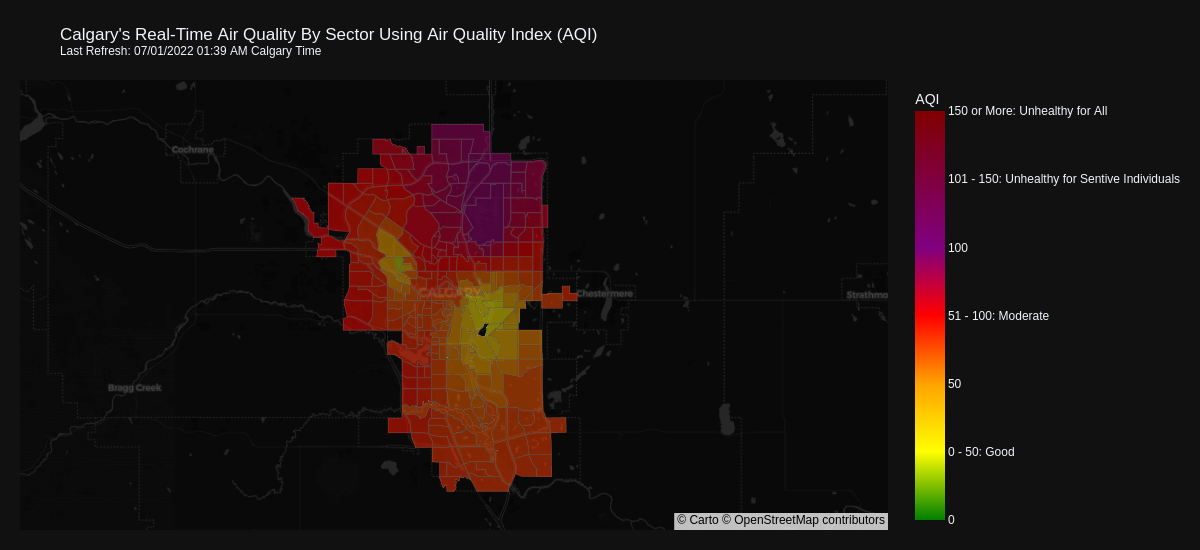 Calgary's Real-Time Air Quality By Sector Using Air Quality Index (AQI)
Last Refresh: 07/01/2022 01:39 AM Calgary Time
AQI
150 or More: Unhealthy for All
101 - 150: Unhealthy for Sentive Individuals
100
51 - 100: Moderate
50
0 - 50: Good
0
Cochrane
CALGARY
Chestermere
Strathmo
Bragg Creek
© Carto © OpenStreetMap contributors